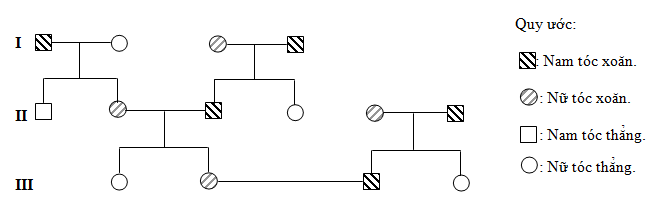 I
II
III
Quy ước:
: Nam tóc xoăn.
: Nữ tóc xoăn.
: Nam tóc thẳng.
: Nữ tóc thẳng.